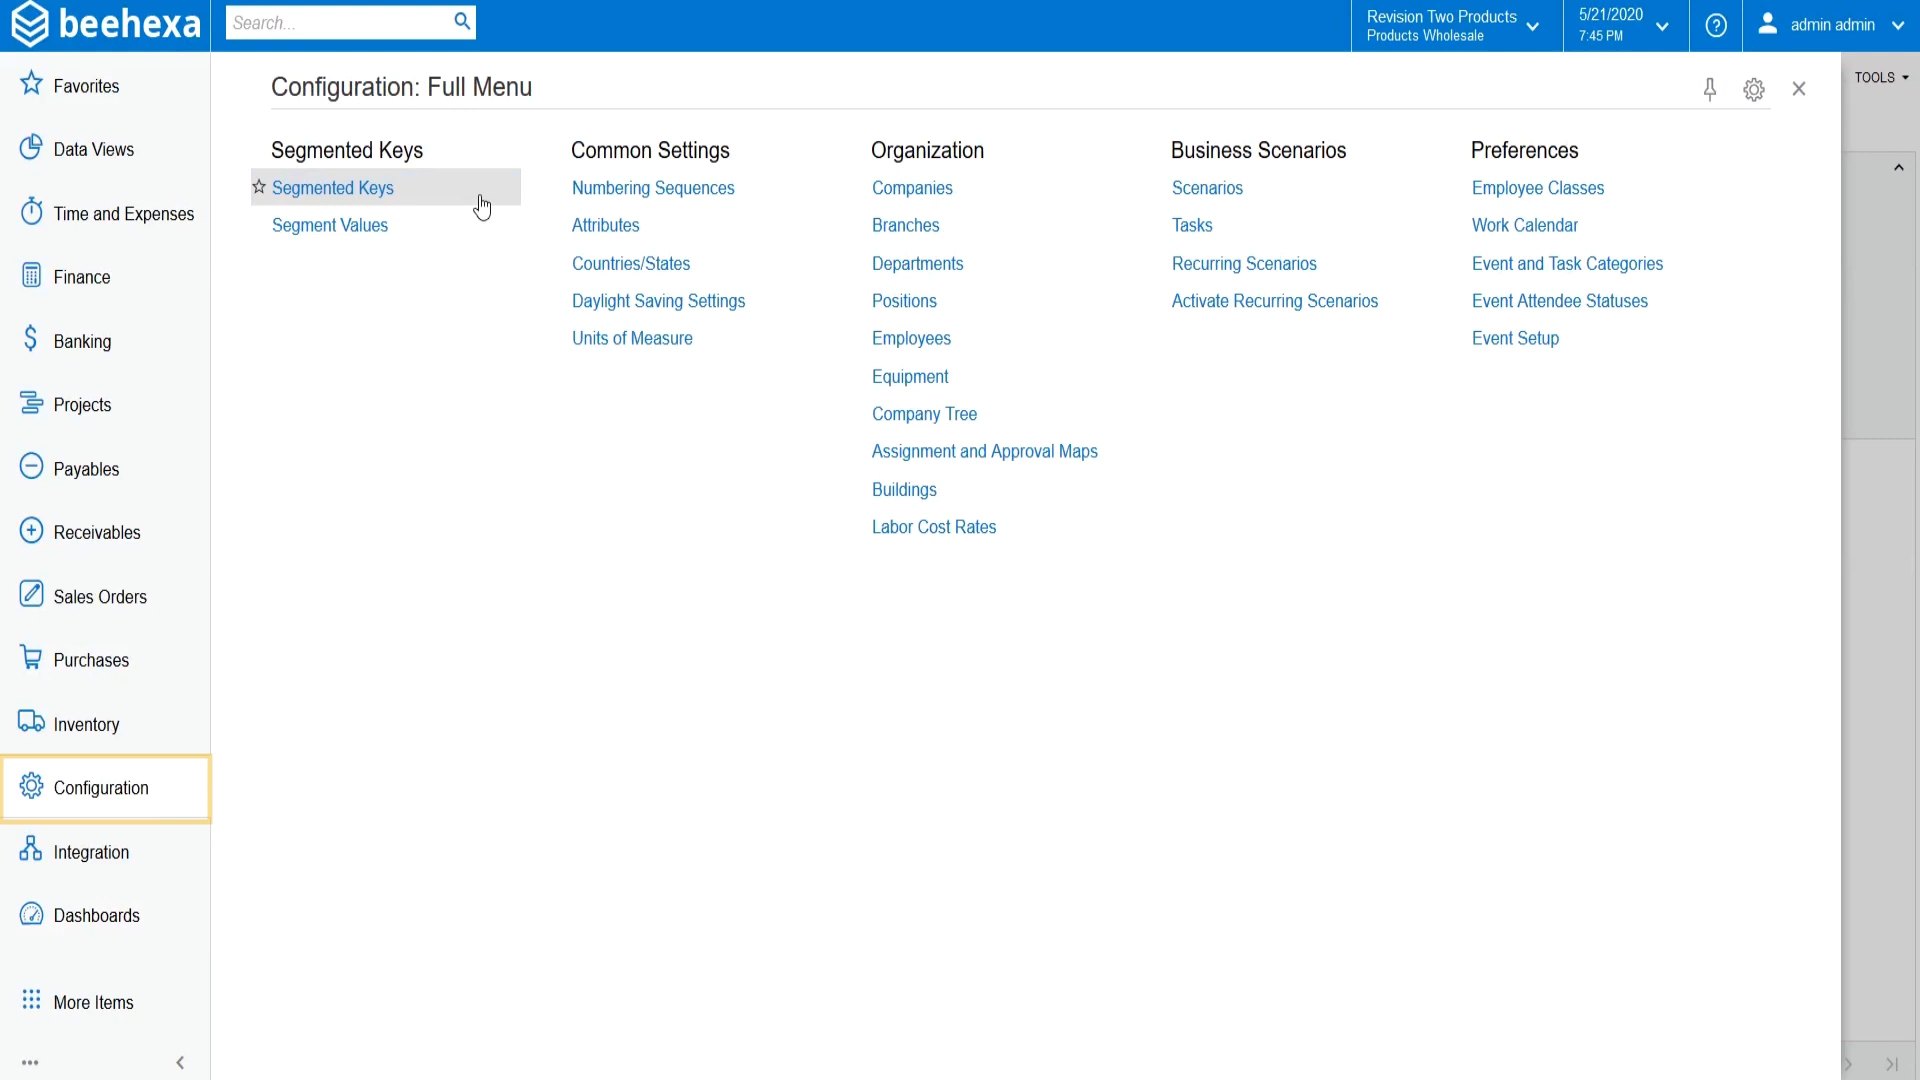 beehexa
Search...
Revision Two Products
Products Wholesale
5/21/2020
7:45 PM
admin admin
TOOLS
Favorites
Data Views
Time and Expenses
Finance
Banking
Projects
Payables
Receivables
Sales Orders
Purchases
Inventory
Configuration
Integration
Dashboards
More Items
Configuration: Full Menu
Segmented Keys
Segmented Keys
Segment Values
Common Settings
Numbering Sequences
Attributes
Countries/States
Daylight Saving Settings
Units of Measure
Organization
Companies
Branches
Departments
Positions
Employees
Equipment
Company Tree
Assignment and Approval Maps
Buildings
Labor Cost Rates
Business Scenarios
Scenarios
Tasks
Recurring Scenarios
Activate Recurring Scenarios
Preferences
Employee Classes
Work Calendar
Event and Task Categories
Event Attendee Statuses
Event Setup